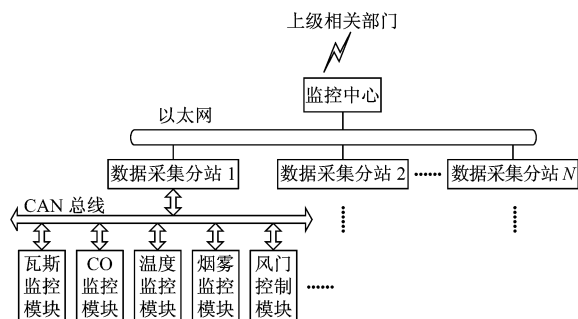 上级相关部门
监控中心
以太网
数据采集分站 1
数据采集分站 2
......
数据采集分站 N
CAN 总线
瓦斯
监控
模块
CO
监控
模块
温度
监控
模块
烟雾
监控
模块
风门
控制
模块
......